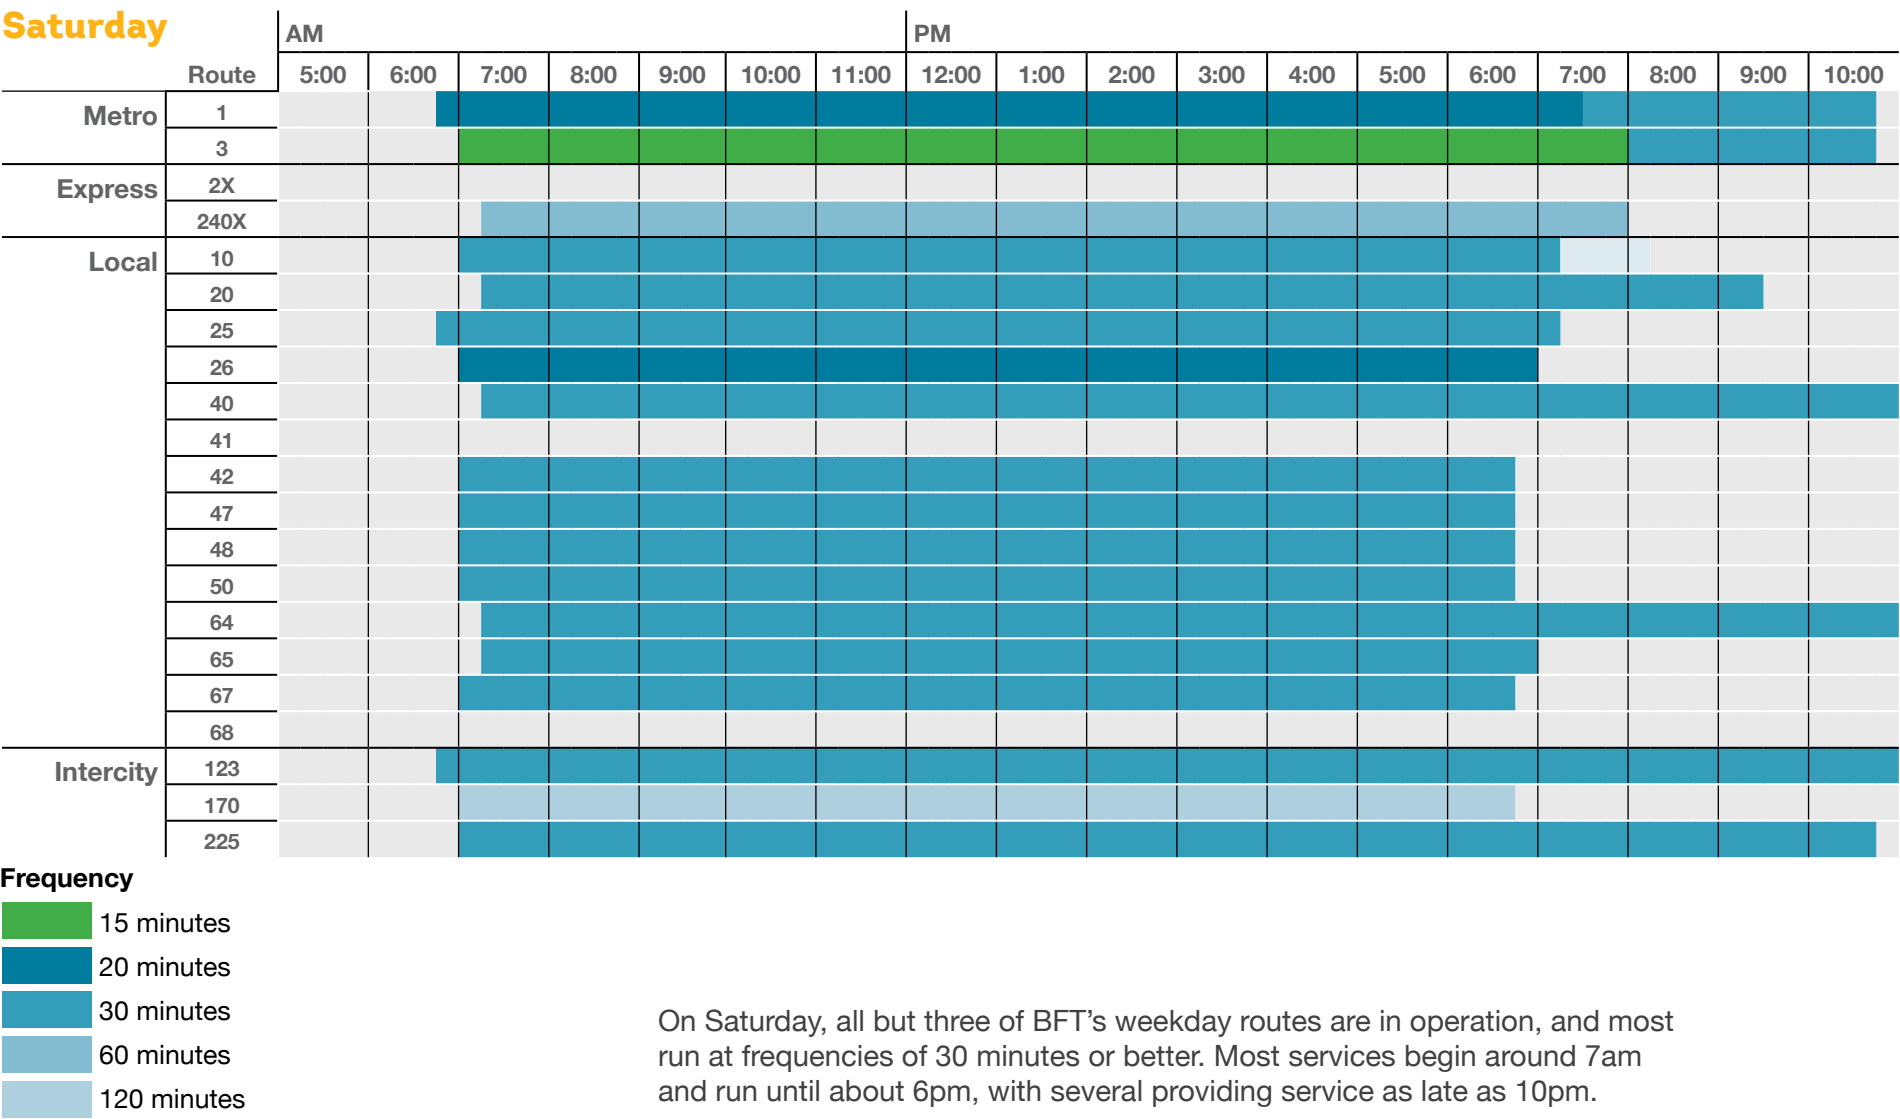 Saturday
AM PM
Route 5:00 6:00 7:00 8:00 9:00 10:00 11:00 12:00 1:00 2:00 3:00 4:00 5:00 6:00 7:00 8:00 9:00 10:00
Metro 1
3
Express 2X
240X
Local 10
20
25
26
40
41
42
47
48
50
64
65
67
68
Intercity 123
170
225
Frequency
15 minutes
20 minutes
30 minutes
60 minutes
120 minutes
On Saturday, all but three of BFT’s weekday routes are in operation, and most
run at frequencies of 30 minutes or better. Most services begin around 7am
and run until about 6pm, with several providing service as late as 10pm.